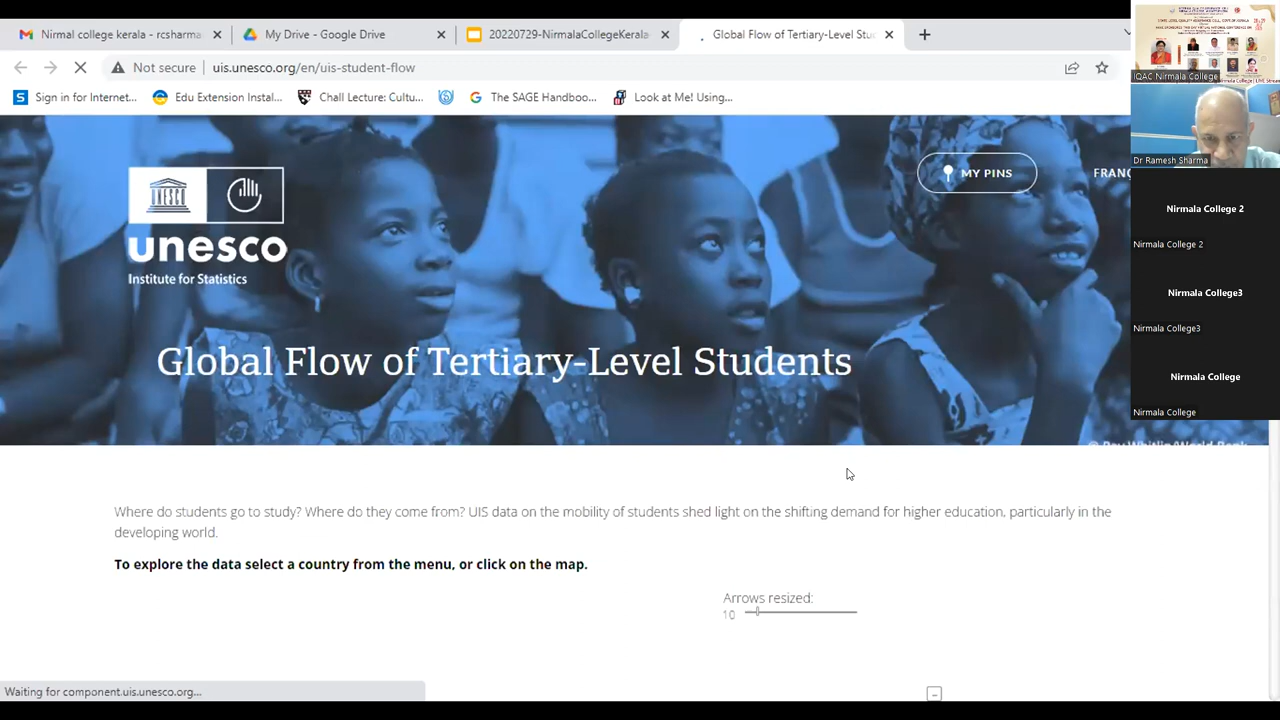 Nirmal college kerala - rcsharma
My Drive - Google Drive
Global Flow of Tertiary-Level Stu
Not secure
uis.unesco.org/en/uis-student-flow
Sign in for Internet...
Edu Extension Instal...
Chall Lecture: Cultu...
The SAGE Handboo...
Look at Me! Using...
MY PINS
FRANÇ
unesco
Institute for Statistics
Global Flow of Tertiary-Level Students
Where do students go to study? Where do they come from? UIS data on the mobility of students shed light on the shifting demand for higher education, particularly in the
developing world.
To explore the data select a country from the menu, or click on the map.
Arrows resized:
10
Waiting for component.uis.unesco.org...
IQAC Nirmala College
Dr Ramesh Sharma
Nirmala College 2
Nirmala College 2
Nirmala College3
Nirmala College3
Nirmala College
Nirmala College